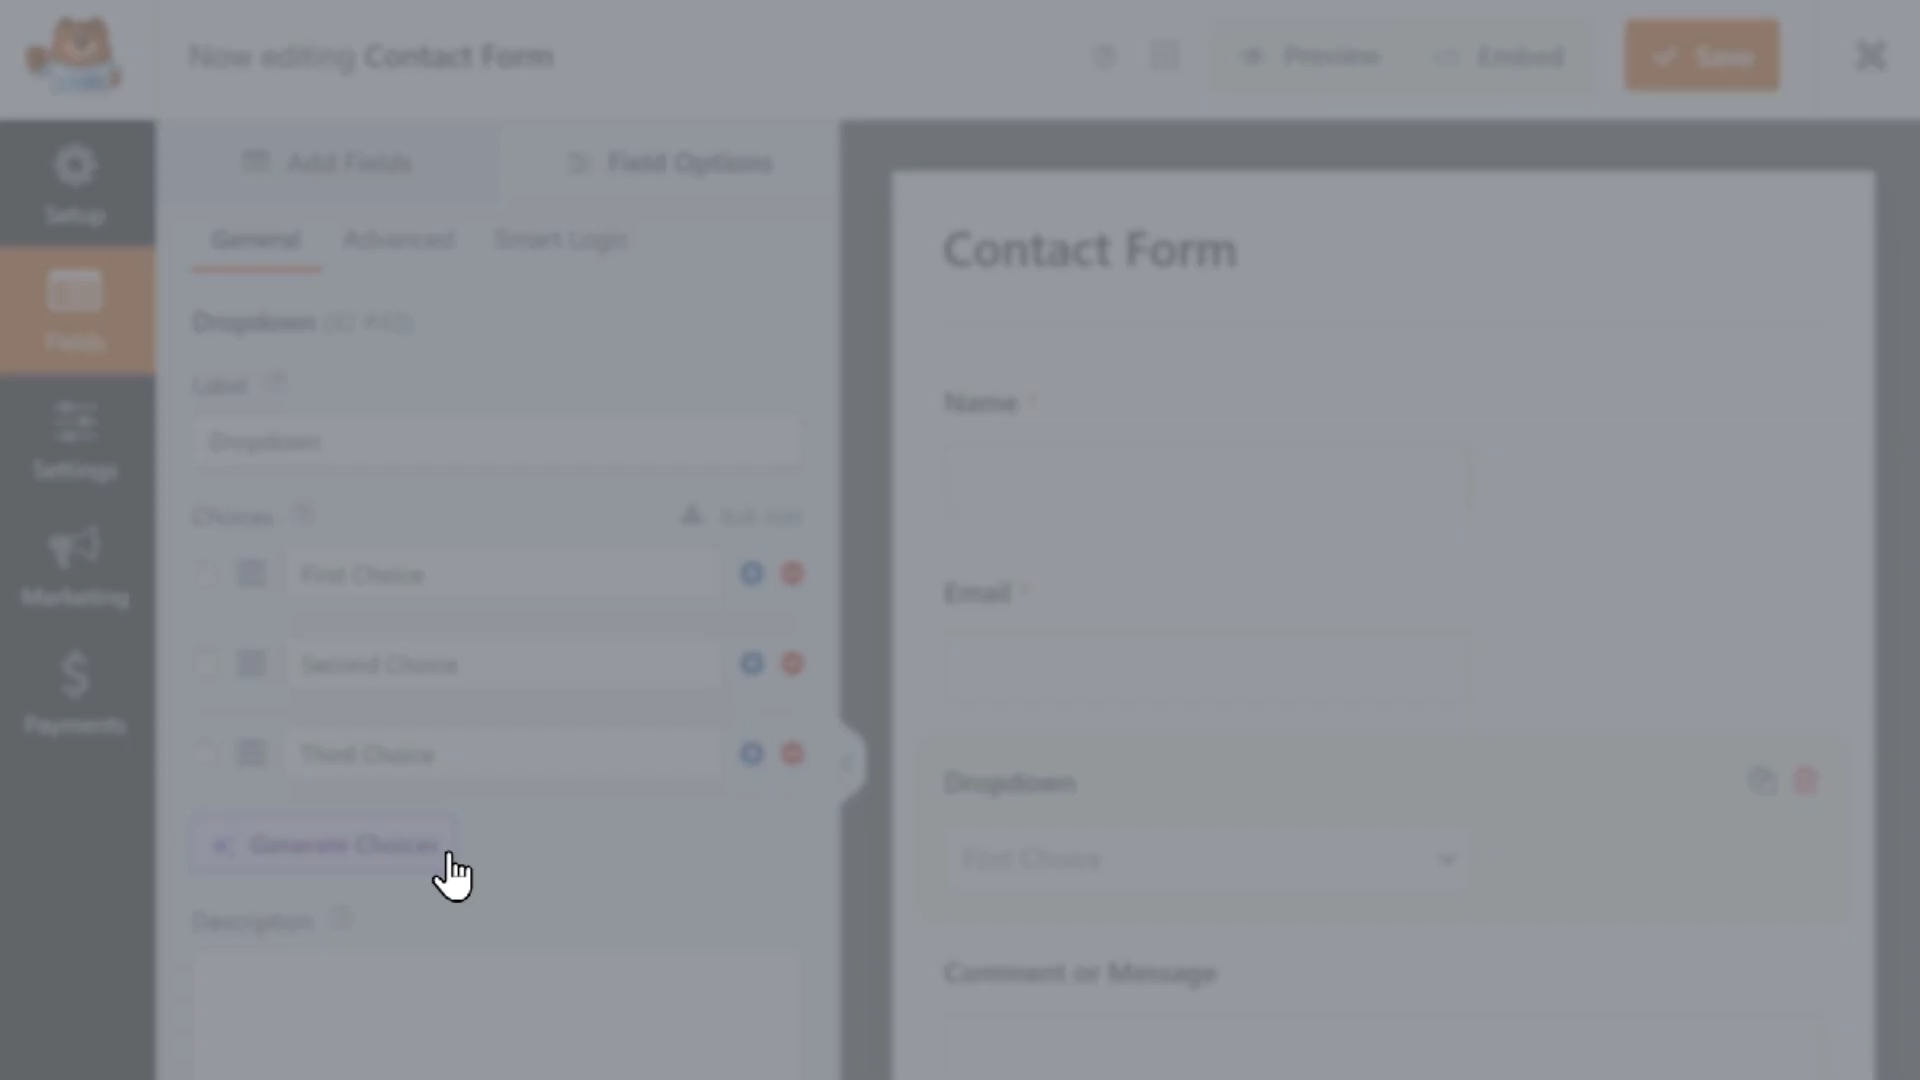 Now editing Contact Form
Preview
Embed
Save
Setup
Fields
Settings
Marketing
Payments
Add Fields
Field Options
General
Advanced
Smart Logic
Dropdown
Label
Dropdown
Choices
First Choice
Second Choice
Third Choice
Generate Choices
Description
Contact Form
Name *
Email *
Dropdown
First Choice
Comment or Message